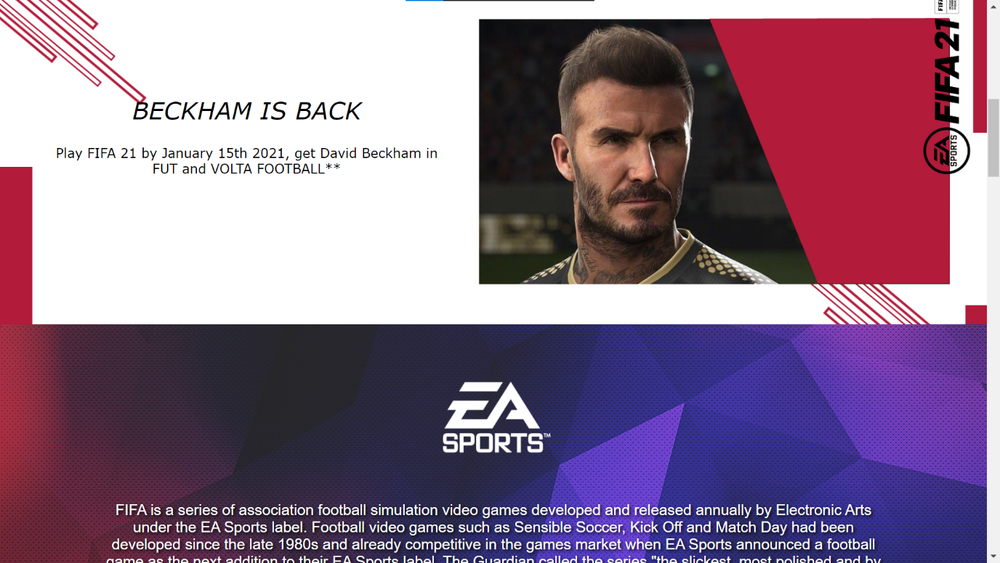 BECKHAM IS BACK
Play FIFA 21 by January 15th 2021, get David Beckham in
FUT and VOLTA FOOTBALL**
FIFA 21
EA
SPORTS
EA
SPORTS™
FIFA is a series of association football simulation video games developed and released annually by Electronic Arts
under the EA Sports label. Football video games such as Sensible Soccer, Kick Off and Match Day had been
developed since the late 1980s and already competitive in the games market when EA Sports announced a football
game as the next addition to their EA Sports label. The Guardian called the series "the slickest, most polished and by